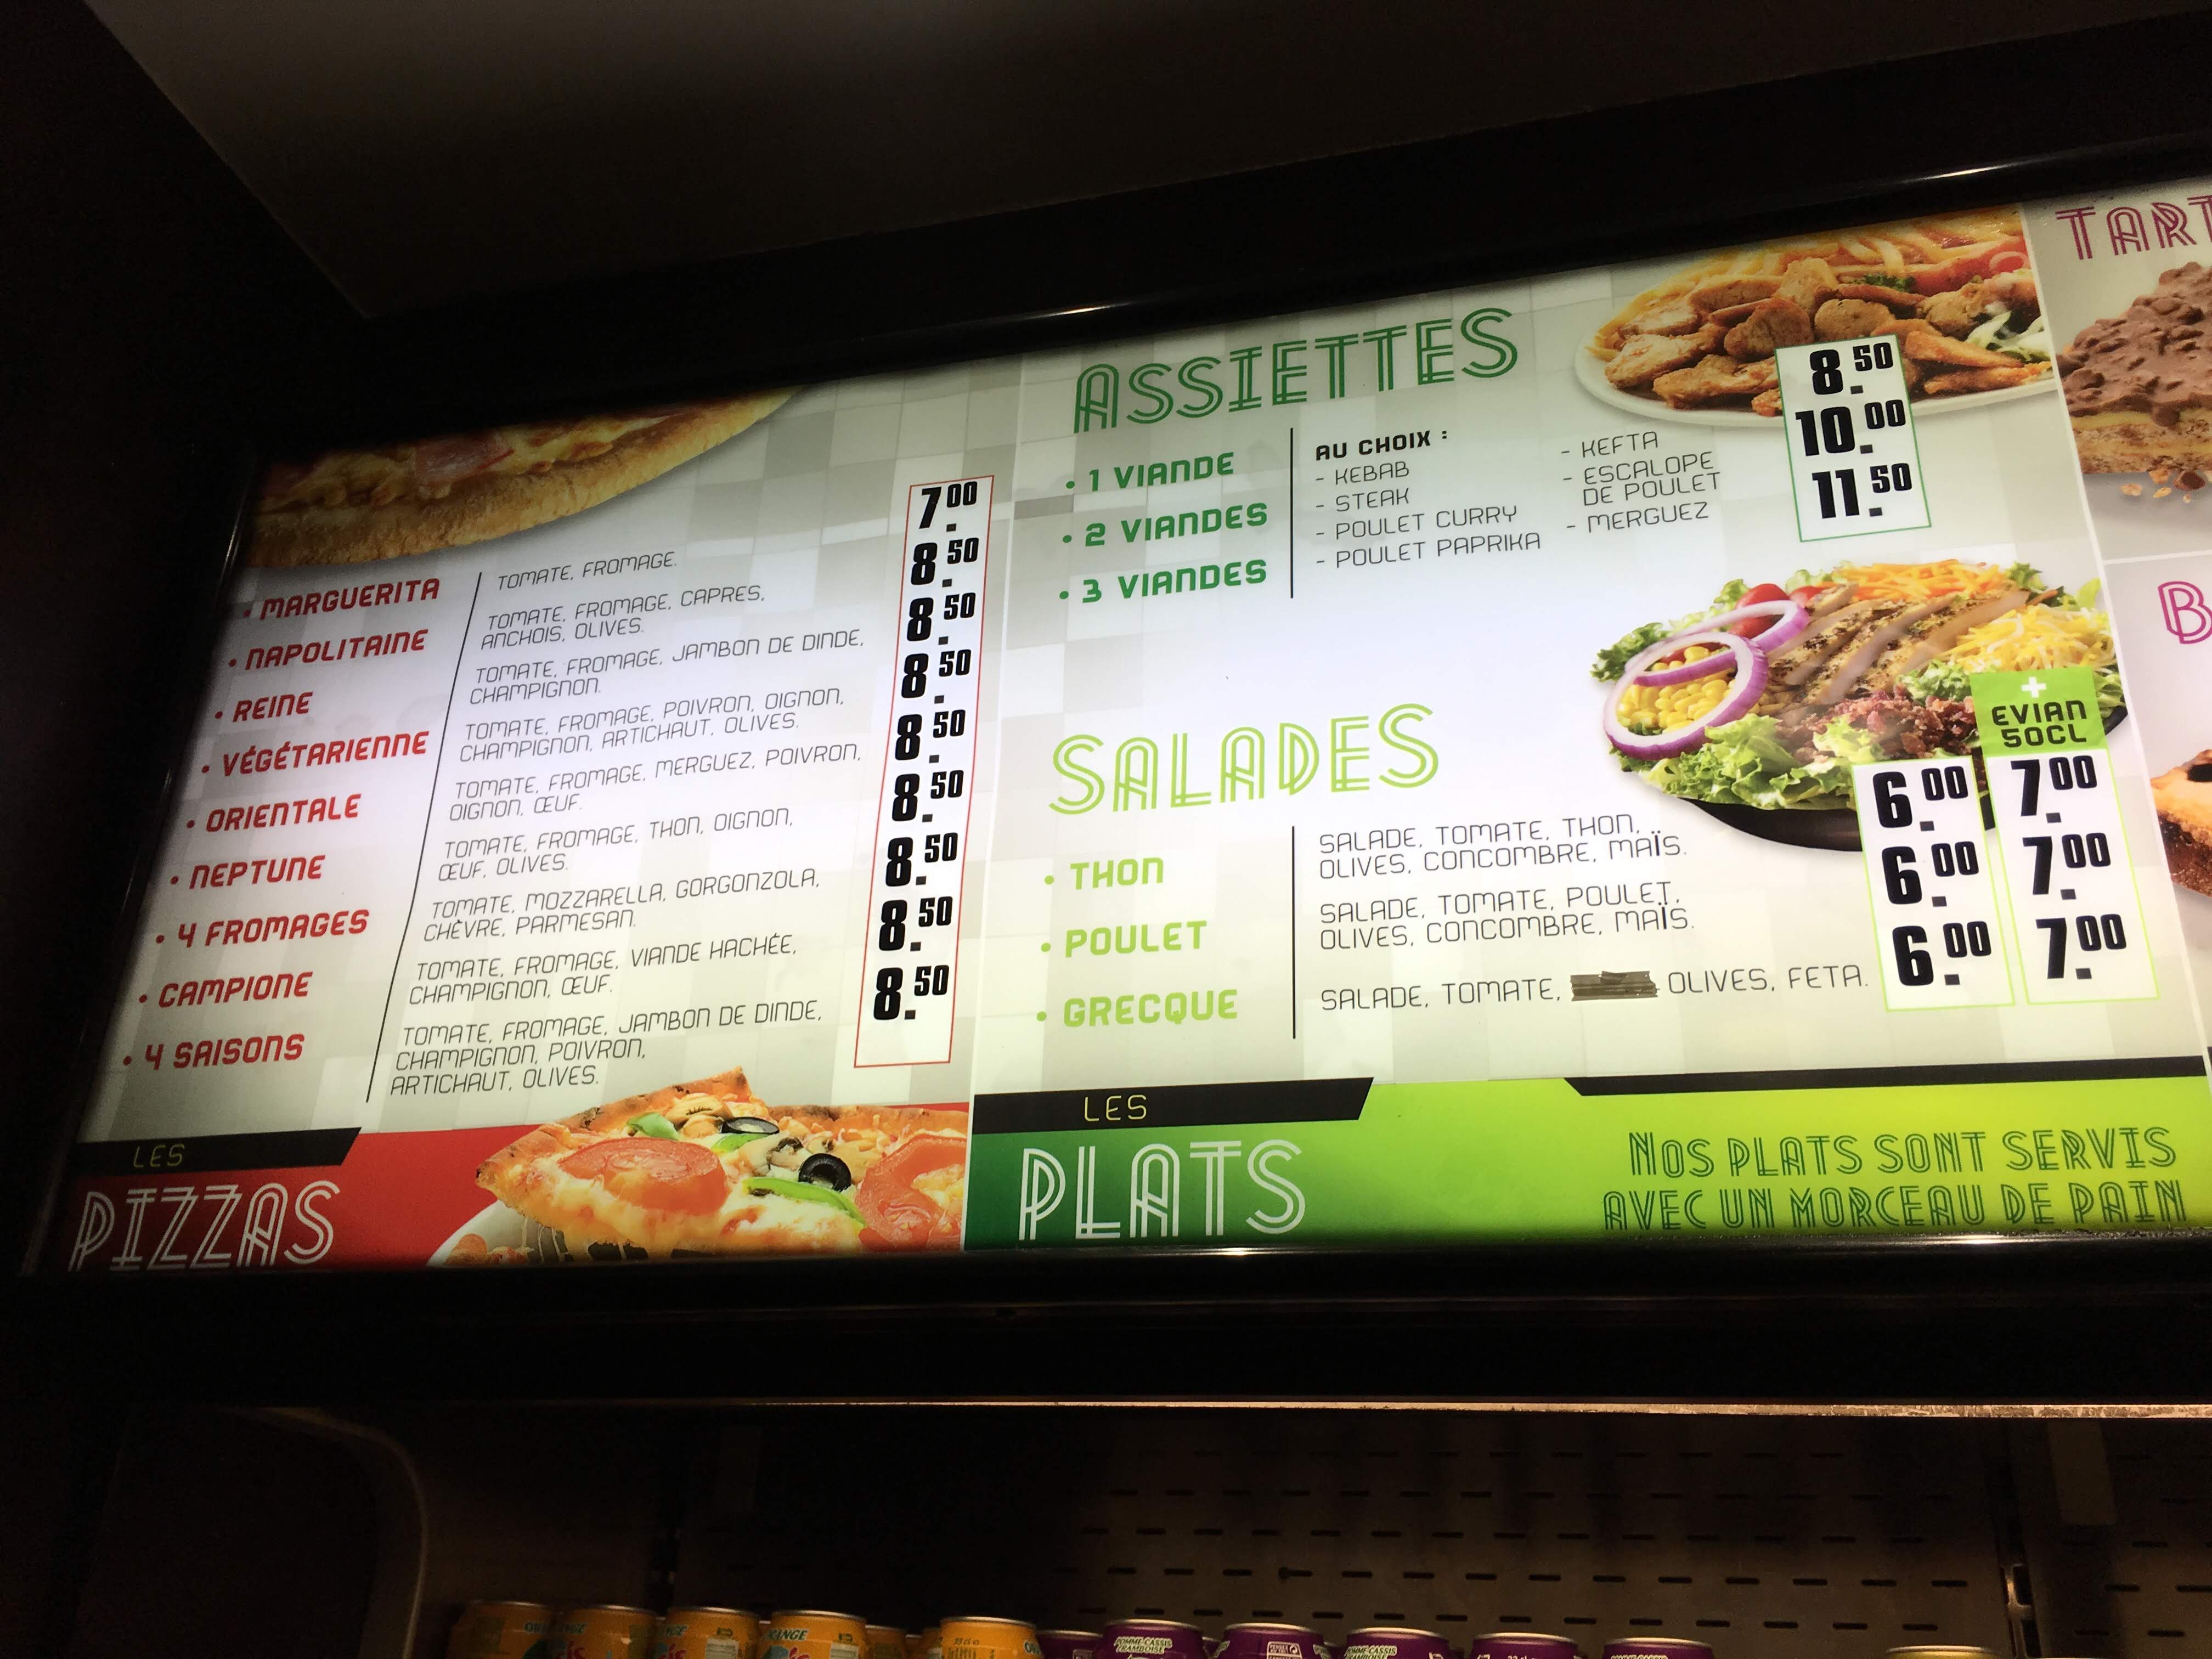 • MARGUERITA
• NAPOLITAINE
• REINE
• VÉGÉTARIENNE
• ORIENTALE
• NEPTUNE
• 4 FROMAGES
• CAMPIONE
• 4 SAISONS
TOMATE, FROMAGE.
TOMATE, FROMAGE, CAPRES,
ANCHOIS, OLIVES.
TOMATE, FROMAGE, JAMBON DE DINDE,
CHAMPIGNON.
TOMATE, FROMAGE, POIVRON, OIGNON,
CHAMPIGNON, ARTICHAUT, OLIVES.
TOMATE, FROMAGE, MERGUEZ, POIVRON,
OIGNON, ŒUF.
TOMATE, FROMAGE, THON, OIGNON,
ŒUF, OLIVES.
TOMATE, MOZZARELLA, GORGONZOLA,
CHÈVRE, PARMESAN.
TOMATE, FROMAGE, VIANDE HACHÉE,
CHAMPIGNON, ŒUF.
TOMATE, FROMAGE, JAMBON DE DINDE,
CHAMPIGNON, POIVRON,
ARTICHAUT, OLIVES.
7.00
8.50
8.50
8.50
8.50
8.50
8.50
8.50
8.50
LES
PIZZAS
ASSIETTES
• 1 VIANDE
• 2 VIANDES
• 3 VIANDES
AU CHOIX :
- KEBAB
- STEAK
- POULET CURRY
- POULET PAPRIKA
- KEFTA
- ESCALOPE
DE POULET
- MERGUEZ
8.50
10.00
11.50
SALADES
+
EVIAN
50CL
• THON
• POULET
• GRECQUE
SALADE, TOMATE, THON,
OLIVES, CONCOMBRE, MAÏS.
SALADE, TOMATE, POULET,
OLIVES, CONCOMBRE, MAÏS.
SALADE, TOMATE, OLIVES, FETA.
6.00 7.00
6.00 7.00
6.00 7.00
LES
PLATS
NOS PLATS SONT SERVIS
AVEC UN MORCEAU DE PAIN
TART
B
ORANGE
POMME-CASSIS
FRAMBOISE
POMME-CASSIS